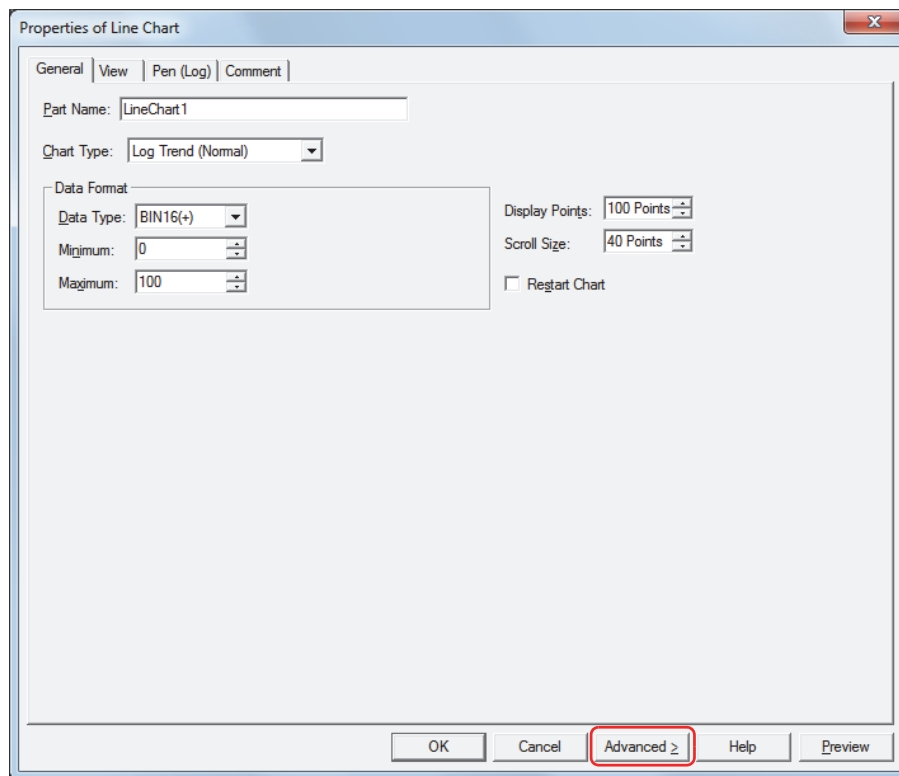 Properties of Line Chart
General View Pen (Log) Comment
Part Name: LineChart1
Chart Type: Log Trend (Normal)
Data Format
Data Type: BIN16(+)
Minimum: 0
Maximum: 100
Display Points: 100 Points
Scroll Size: 40 Points
Restart Chart
OK Cancel Advanced > Help Preview